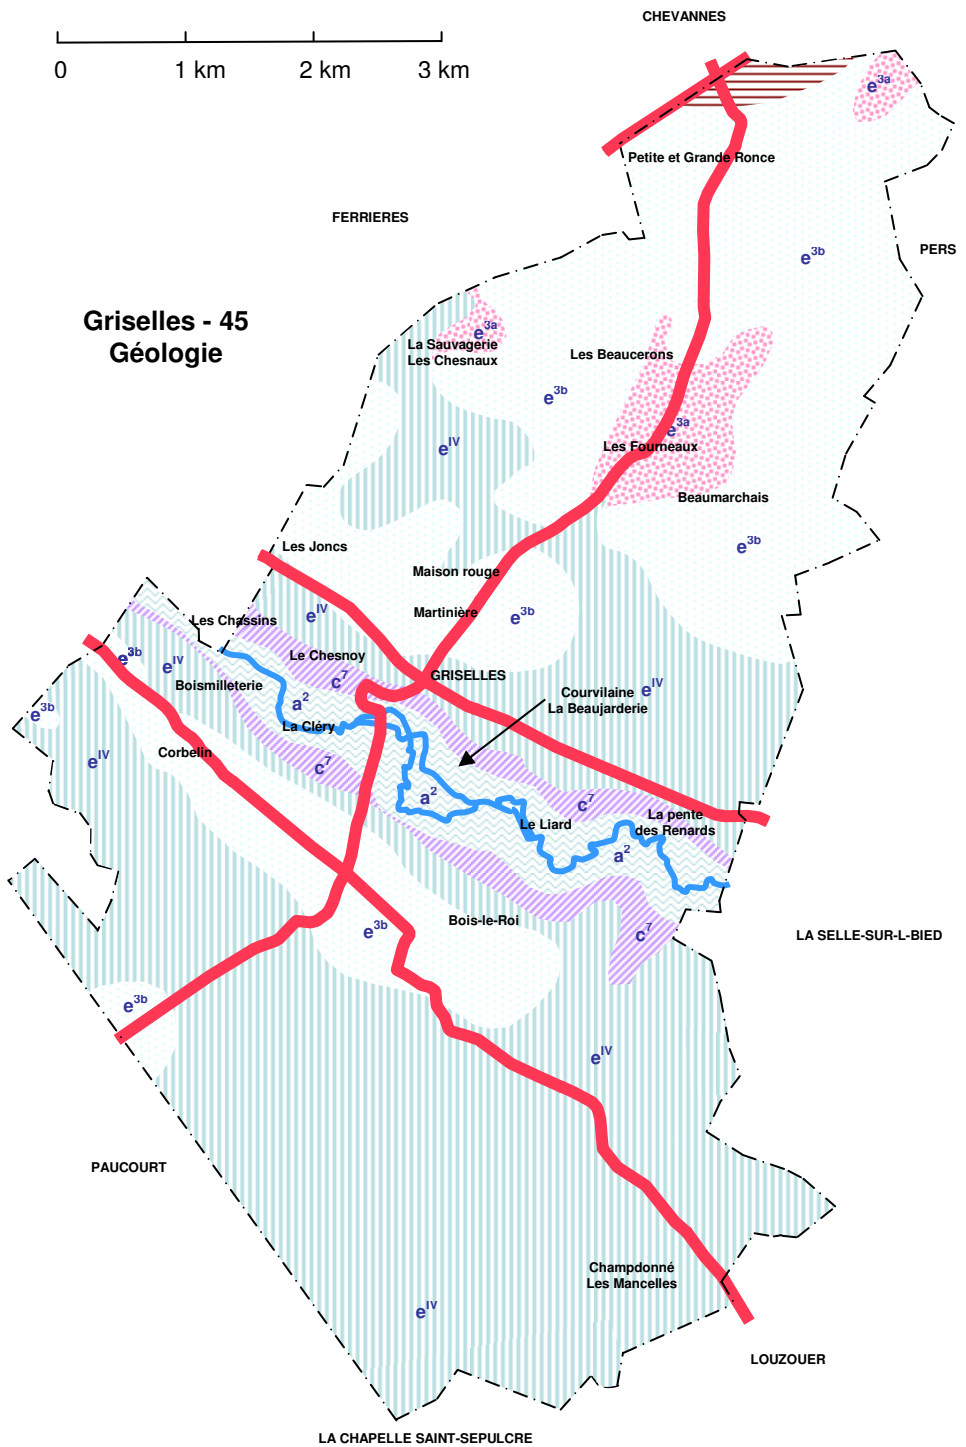 CHEVANNES
0 1 km 2 km 3 km
e3a
Petite et Grande Ronce
FERRIERES
PERS
e3b
Griselles - 45
Géologie
e3a
La Sauvagerie
Les Chesnaux
Les Beaucerons
e3b
e3a
Les Fourneaux
eIV
Beaumarchais
Les Joncs
e3b
Maison rouge
Martinière
eIV
e3b
Les Chassins
Le Chesnoy
e3b
eIV
Boismilleterie
c7
GRISELLES
Courvilaine
La Beaujarderie
eIV
a2
e3b
La Cléry
Corbelin
eIV
c7
a2
c7
La pente
des Renards
Le Liard
a2
Bois-le-Roi
e3b
c7
LA SELLE-SUR-L-BIED
e3b
eIV
PAUCOURT
Champdonné
Les Mancelles
eIV
LOUZOUER
LA CHAPELLE SAINT-SEPULCRE